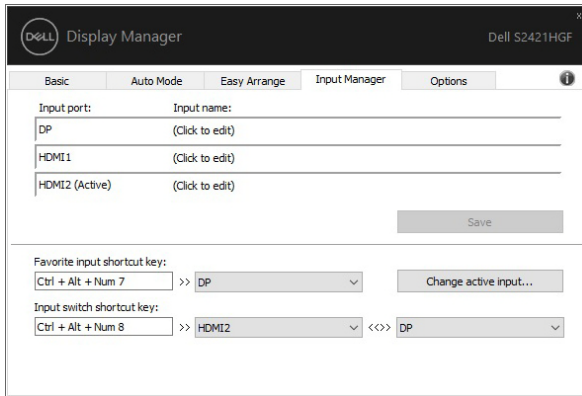 DELL Display Manager Dell S2421HGF
Basic Auto Mode Easy Arrange Input Manager Options
Input port: Input name:
DP (Click to edit)
HDMI1 (Click to edit)
HDMI2 (Active) (Click to edit)
Save
Favorite input shortcut key:
Ctrl + Alt + Num 7 >> DP Change active input...
Input switch shortcut key:
Ctrl + Alt + Num 8 >> HDMI2 <<>> DP